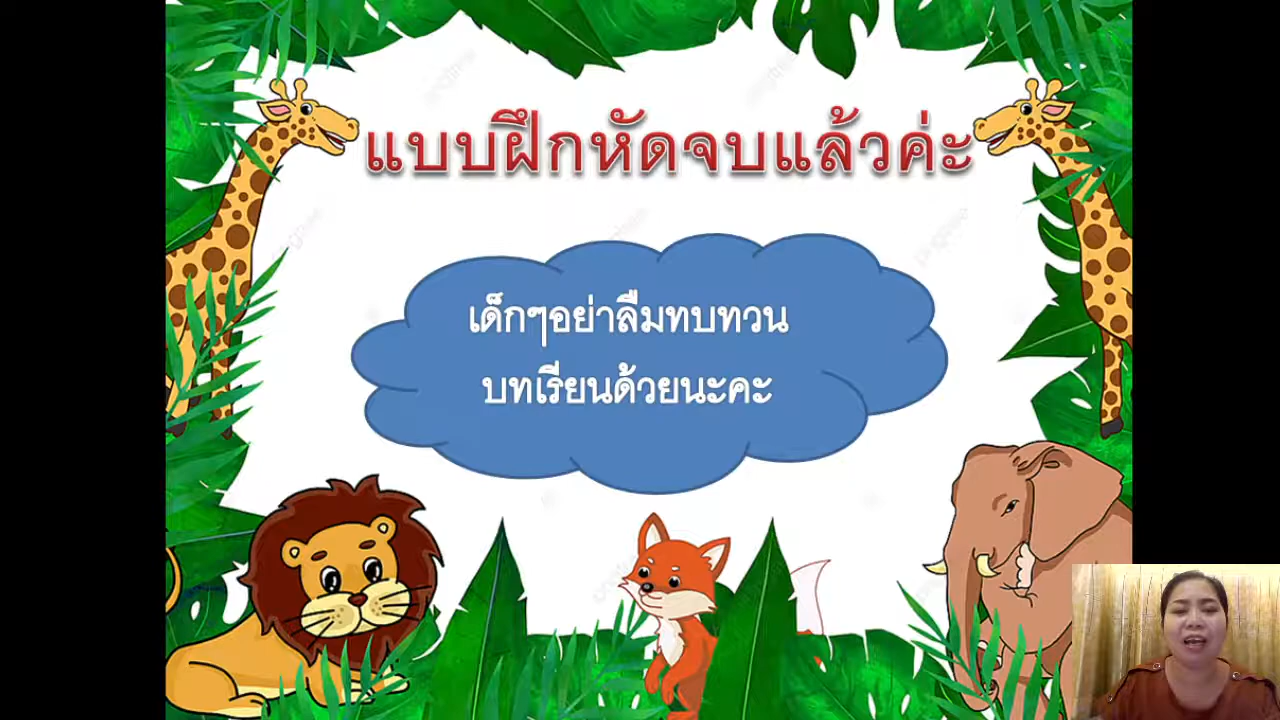 แบบฝึกหัดจบแล้วค่ะ
เด็กๆอย่าลืมทบทวน
บทเรียนด้วยนะคะ